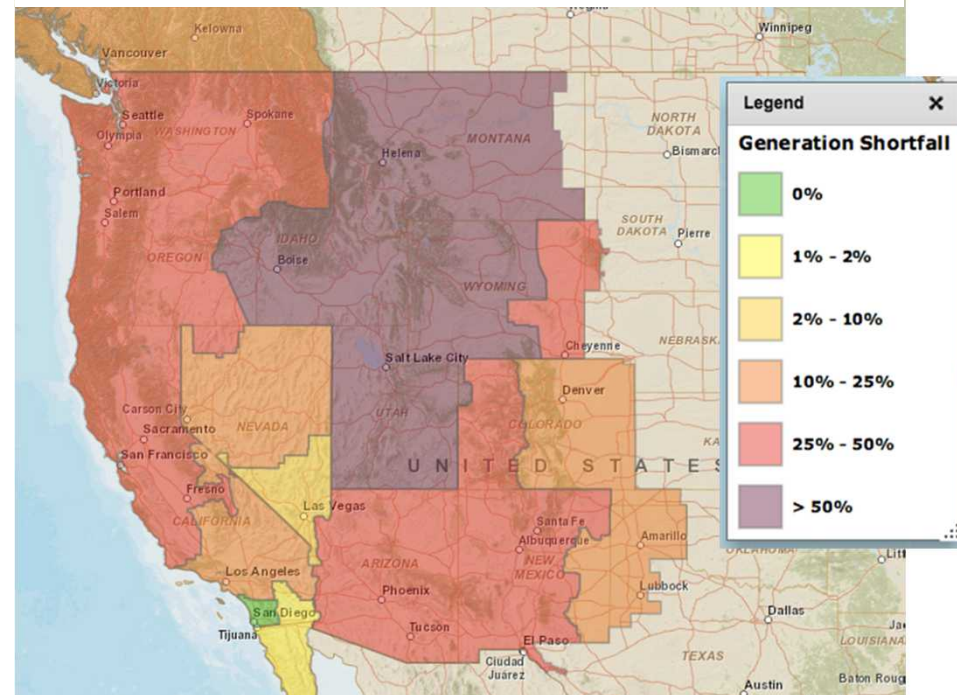 Kelowna
Winnipeg
Vancouver
Victoria
Seattle
Spokane
Olympia
WASHINGTON
NORTH
DAKOTA
MONTANA
Helena
Portland
Salem
SOUTH
DAKOTA
Pierre
IDAHO
OREGON
Boise
WYOMING
Cheyenne
Salt Lake City
Denver
Carson City
UTAH
NEVADA
COLORADO
Sacramento
San Francisco
UNITED STATES
Fresno
Las Vegas
CALIFORNIA
Santa Fe
Albuquerque
Amarillo
OKLAHOMA
Los Angeles
ARIZONA
NEW
MEXICO
Phoenix
Lubbock
San Diego
Tijuana
Dallas
Tucson
El Paso
Ciudad
Juárez
TEXAS
LOUISIANA
Austin
Baton Roug
Legend
Generation Shortfall
0%
1% - 2%
2% - 10%
10% - 25%
25% - 50%
> 50%